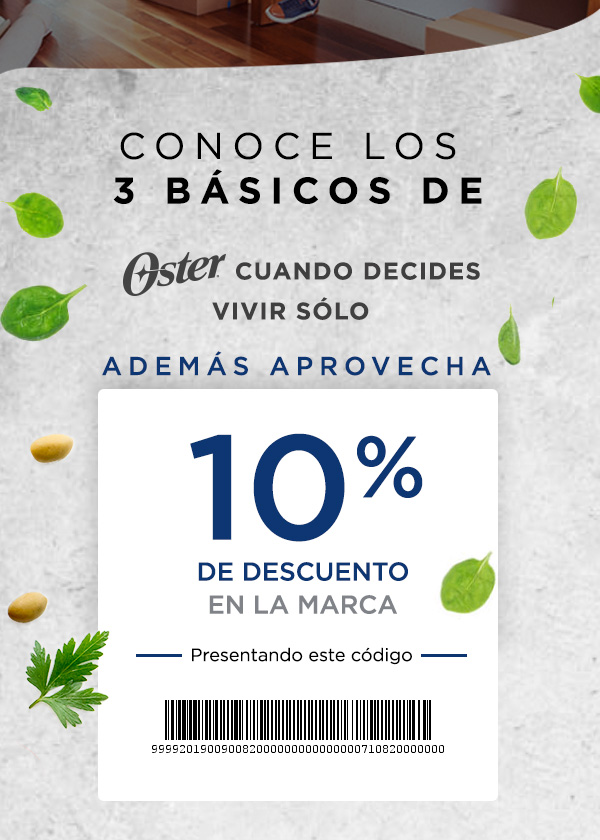 CONOCE LOS
3 BÁSICOS DE
Oster CUANDO DECIDES
VIVIR SÓLO
ADEMÁS APROVECHA
10%
DE DESCUENTO
EN LA MARCA
Presentando este código
99992019009008200000000000000007108200000000